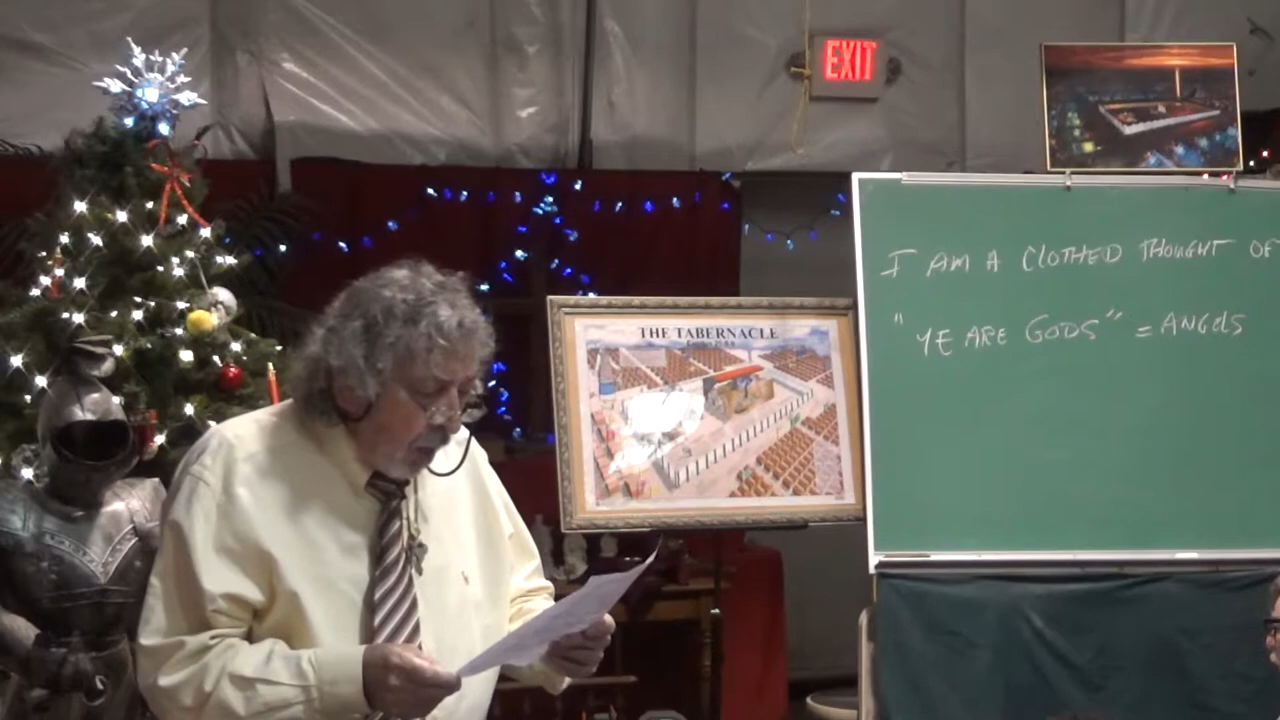 EXIT
I AM A CLOTHED THOUGHT OF
"YE ARE GODS" = ANGELS
THE TABERNACLE